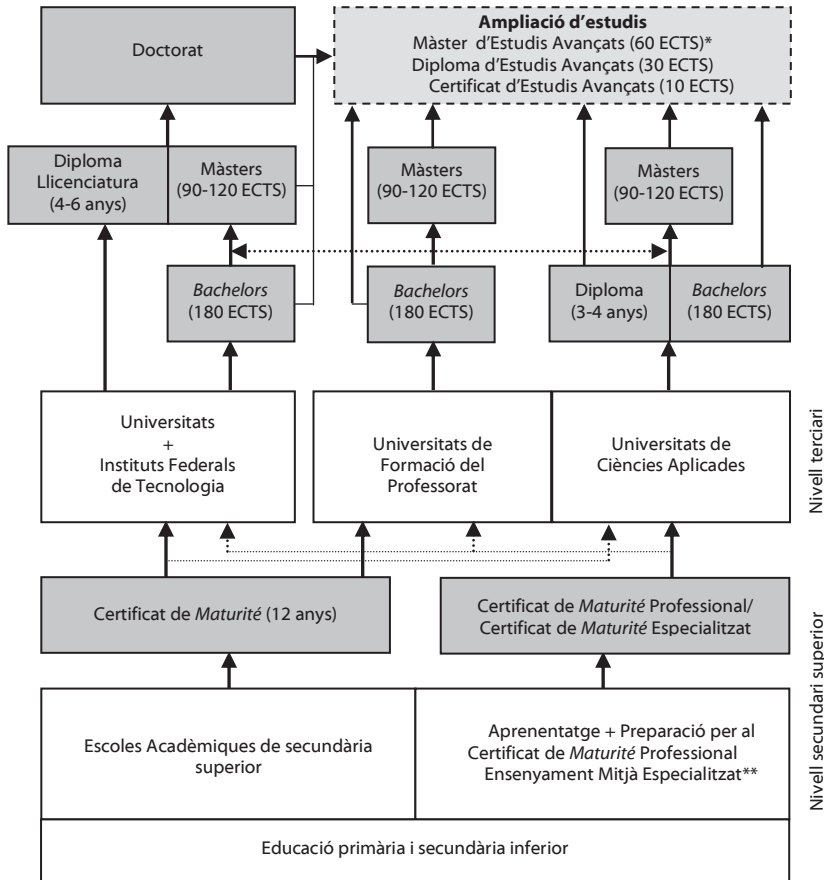 Doctorat
Ampliació d’estudis
Màster d’Estudis Avançats (60 ECTS)*
Diploma d’Estudis Avançats (30 ECTS)
Certificat d’Estudis Avançats (10 ECTS)
Diploma
Llicenciatura
(4-6 anys)
Màsters
(90-120 ECTS)
Màsters
(90-120 ECTS)
Màsters
(90-120 ECTS)
Bachelors
(180 ECTS)
Bachelors
(180 ECTS)
Diploma
(3-4 anys)
Bachelors
(180 ECTS)
Universitats
+
Instituts Federals
de Tecnologia
Universitats de
Formació del
Professorat
Universitats de
Ciències Aplicades
Nivell terciari
Certificat de Maturité (12 anys)
Certificat de Maturité Professional/
Certificat de Maturité Especialitzat
Escoles Acadèmiques de secundària
superior
Aprenentatge + Preparació per al
Certificat de Maturité Professional
Ensenyament Mitjà Especialitzat**
Nivell secundari superior
Educació primària i secundària inferior